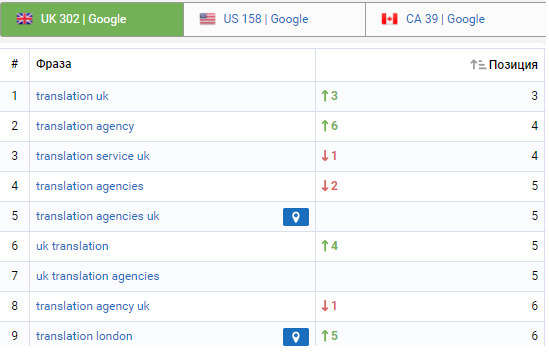 UK 302 | Google US 158 | Google CA 39 | Google
# Фраза Позиция
1 translation uk ↑3 3
2 translation agency ↑6 4
3 translation service uk ↓1 4
4 translation agencies ↓2 5
5 translation agencies uk 5
6 uk translation ↑4 5
7 uk translation agencies 5
8 translation agency uk ↓1 6
9 translation london ↑5 6